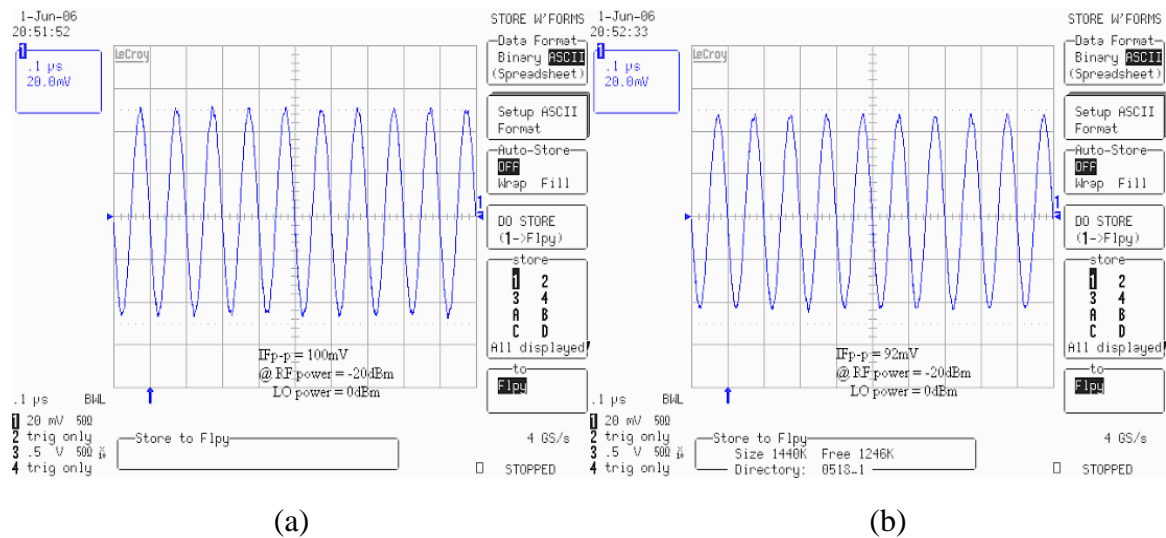 1-Jun-06
20:51:52
1
.1 µs
20.0mV
LeCroy
STORE W'FORMS
Data Format
Binary ASCII
(Spreadsheet)
Setup ASCII
Format
Auto-Store
OFF
Wrap Fill
DO STORE
(1->Flpy)
store
1 2
3 4
A B
C D
All displayed
to
Flpy
1
IFp-p = 100mV
@ RF power = -20dBm
LO power = 0dBm
.1 µs BWL
1 20 mV 50Ω
2 trig only
3 .5 V 50Ω
4 trig only
Store to Flpy
4 GS/s
STOPPED
(a)
1-Jun-06
20:52:33
1
.1 µs
20.0mV
LeCroy
STORE W'FORMS
Data Format
Binary ASCII
(Spreadsheet)
Setup ASCII
Format
Auto-Store
OFF
Wrap Fill
DO STORE
(1->Flpy)
store
1 2
3 4
A B
C D
All displayed
to
Flpy
1
IFp-p = 92mV
@ RF power = -20dBm
LO power = 0dBm
.1 µs BWL
1 20 mV 50Ω
2 trig only
3 .5 V 50Ω
4 trig only
Store to Flpy
Size 1440K Free 1246K
Directory: 0518_1
4 GS/s
STOPPED
(b)